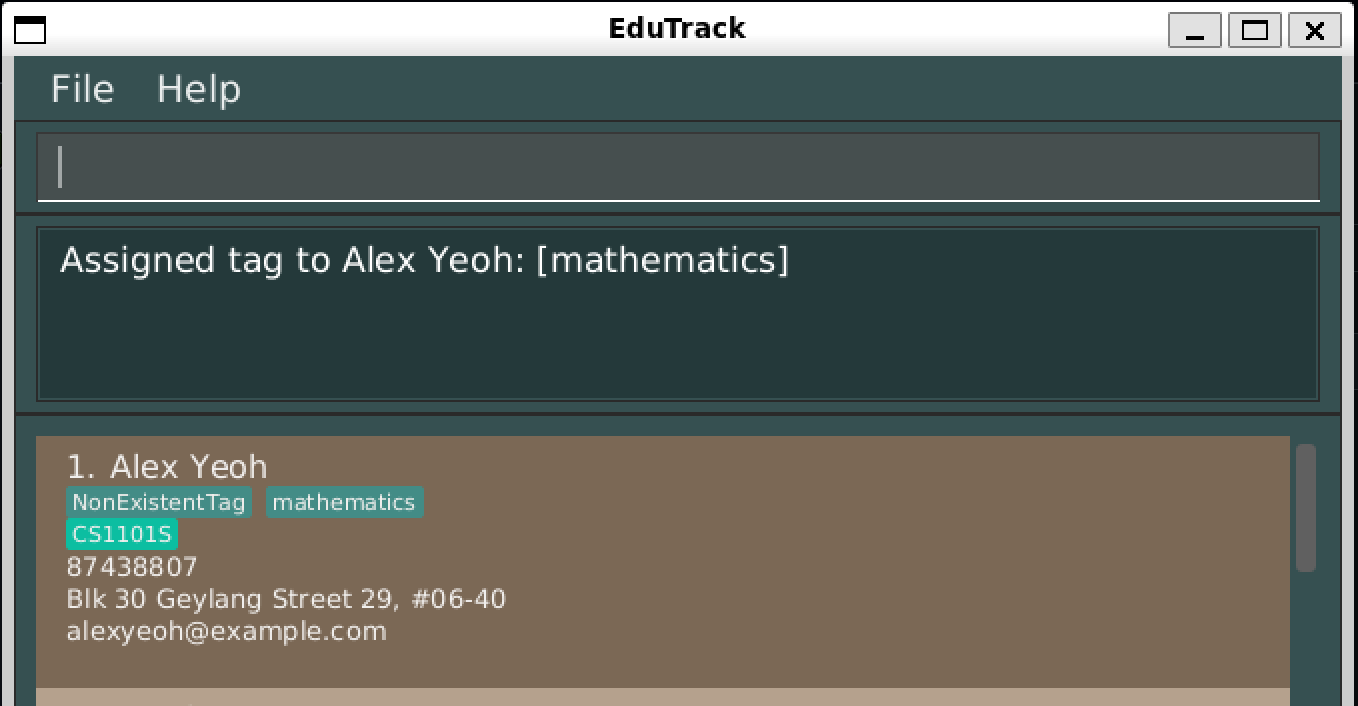 EduTrack
File Help
Assigned tag to Alex Yeoh: [mathematics]
1. Alex Yeoh
NonExistentTag mathematics
CS1101S
87438807
Blk 30 Geylang Street 29, #06-40
alexyeoh@example.com